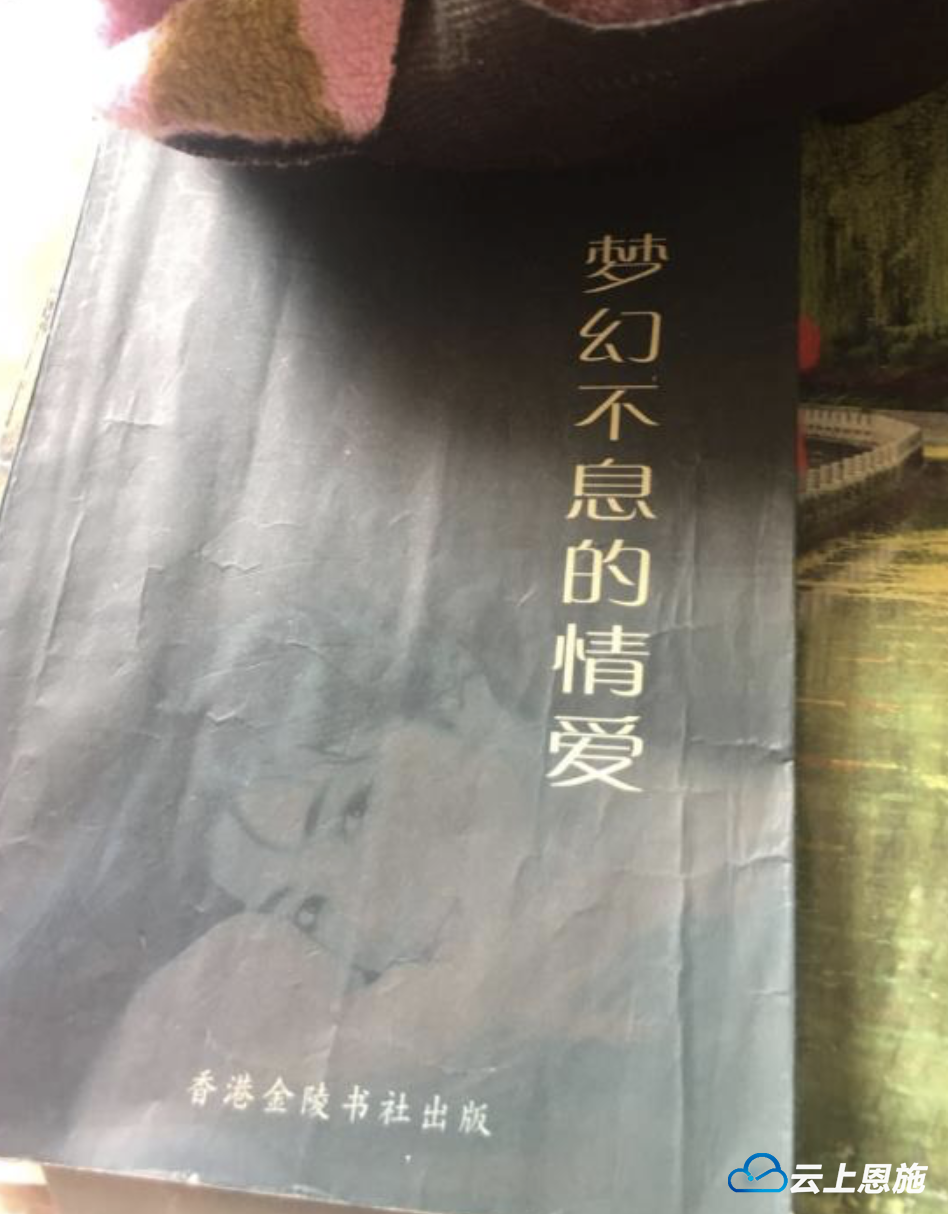 梦幻不息的情爱
香港金陵书社出版
云上恩施